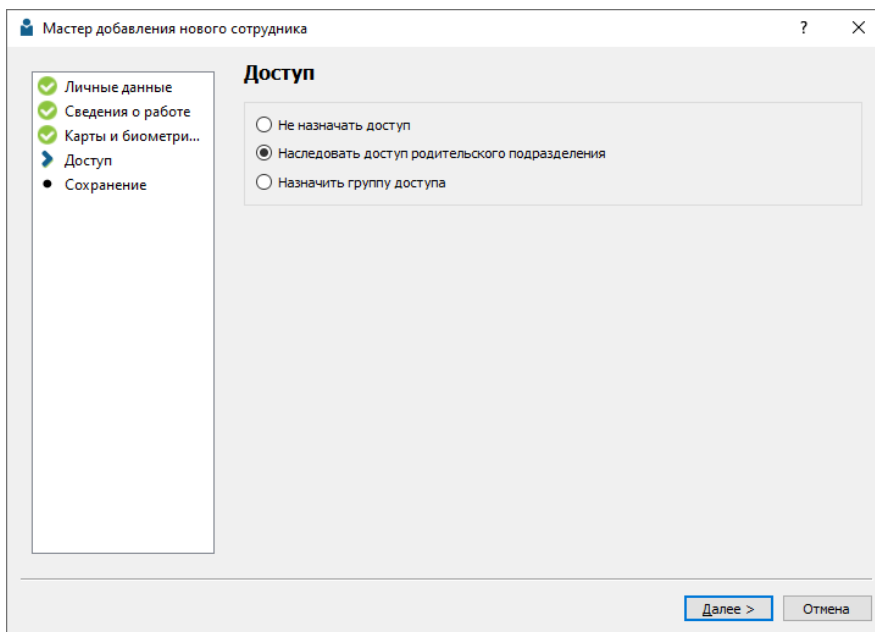 Мастер добавления нового сотрудника
?
Личные данные
Сведения о работе
Карты и биометри...
Доступ
Сохранение
Доступ
Не назначать доступ
Наследовать доступ родительского подразделения
Назначить группу доступа
Далее >
Отмена